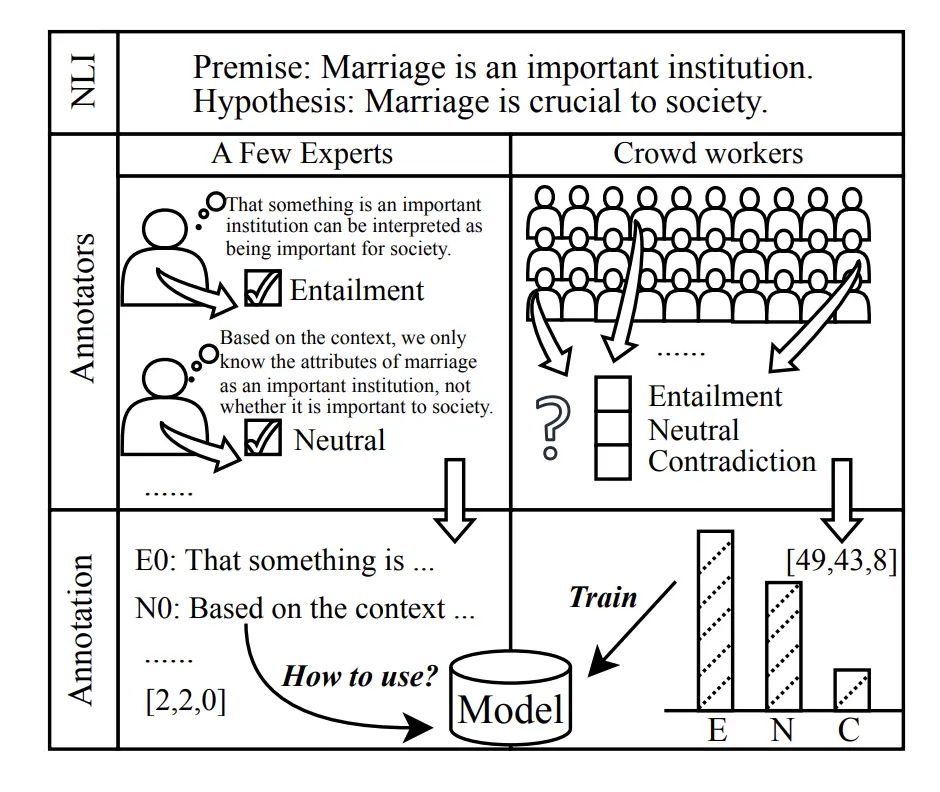 NLI
Premise: Marriage is an important institution.
Hypothesis: Marriage is crucial to society.
Annotators
A Few Experts
That something is an important
institution can be interpreted as
being important for society.
Entailment
Based on the context, we only
know the attributes of marriage
as an important institution, not
whether it is important to society.
Neutral
......
Crowd workers
......
?
Entailment
Neutral
Contradiction
Annotation
E0: That something is ...
N0: Based on the context ...
......
[2,2,0]
How to use?
Model
Train
[49,43,8]
E N C